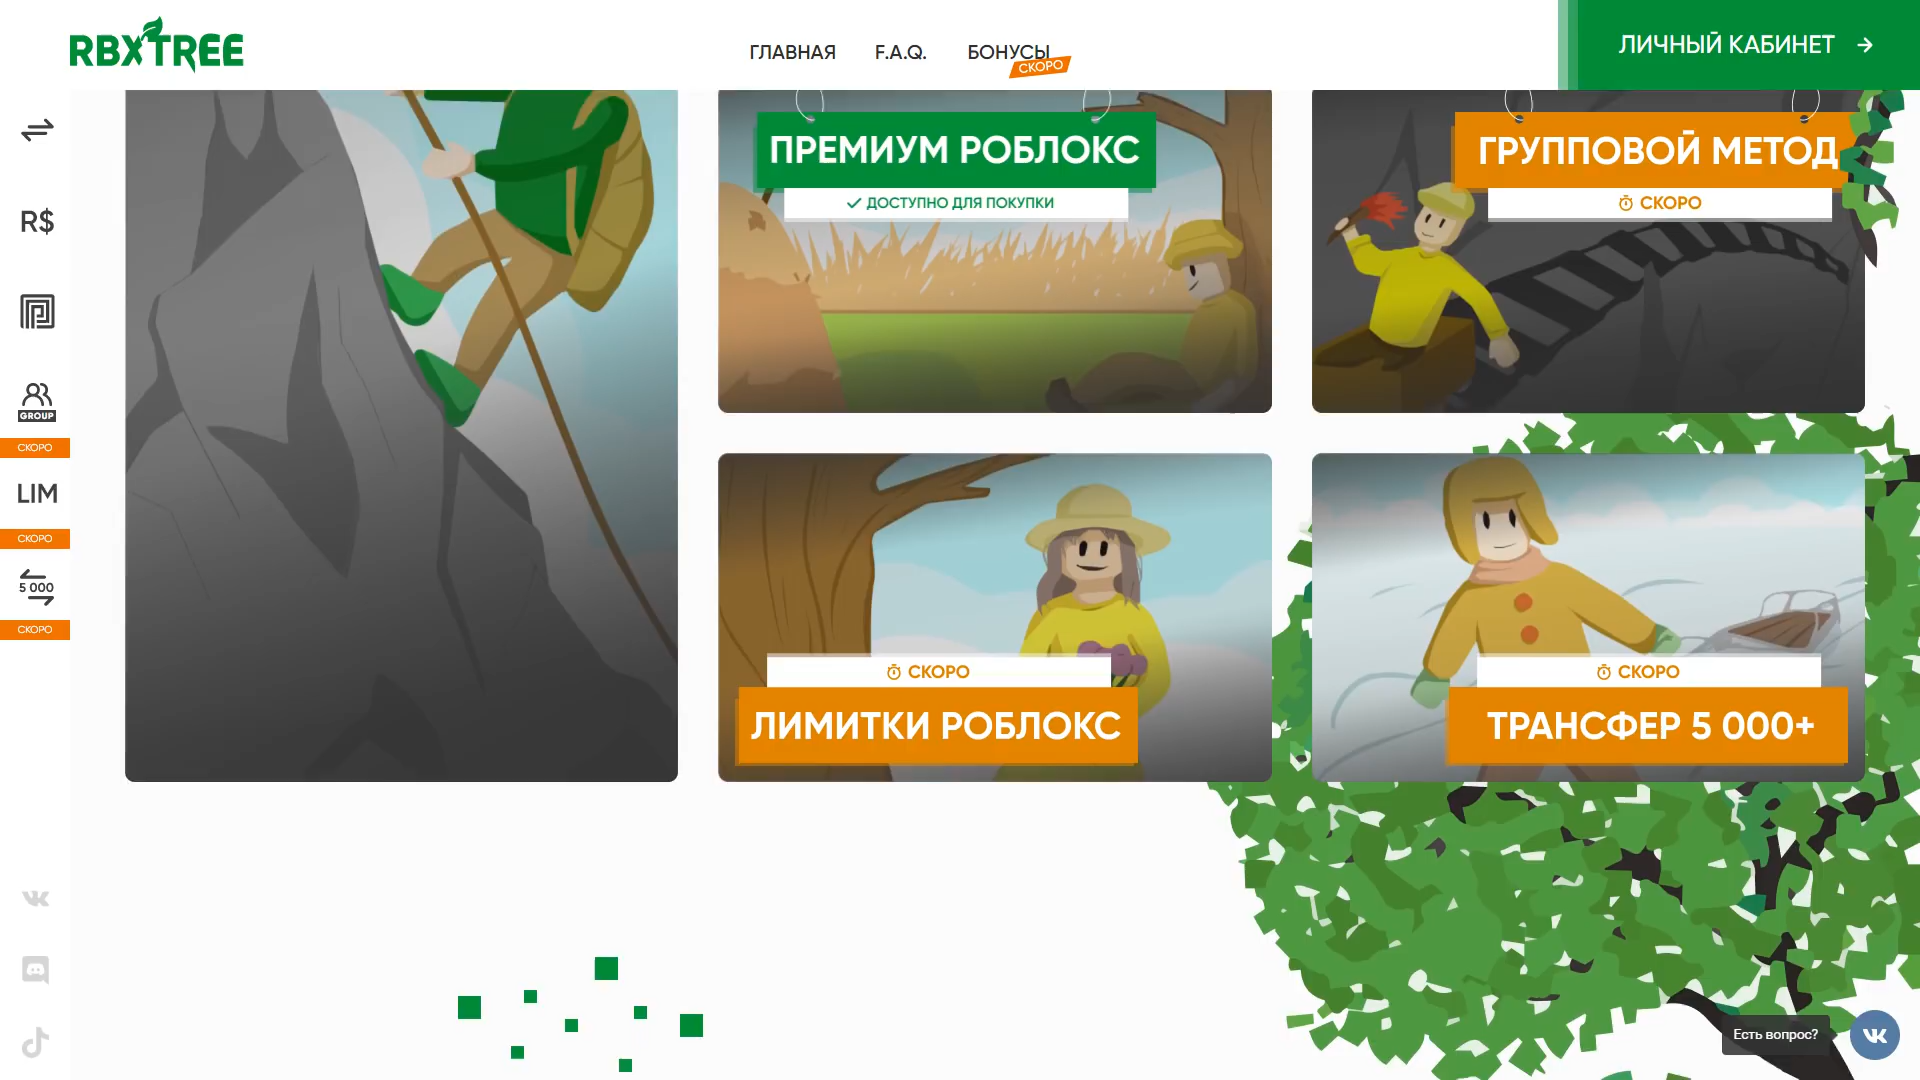 RBXTREE
ГЛАВНАЯ
F.A.Q.
БОНУСЫ
СКОРО
ЛИЧНЫЙ КАБИНЕТ
R$
GROUP
СКОРО
LIM
СКОРО
5 000
СКОРО
ПРЕМИУМ РОБЛОКС
ДОСТУПНО ДЛЯ ПОКУПКИ
ГРУППОВОЙ МЕТОД
СКОРО
СКОРО
ЛИМИТКИ РОБЛОКС
СКОРО
ТРАНСФЕР 5 000+
Есть вопрос?